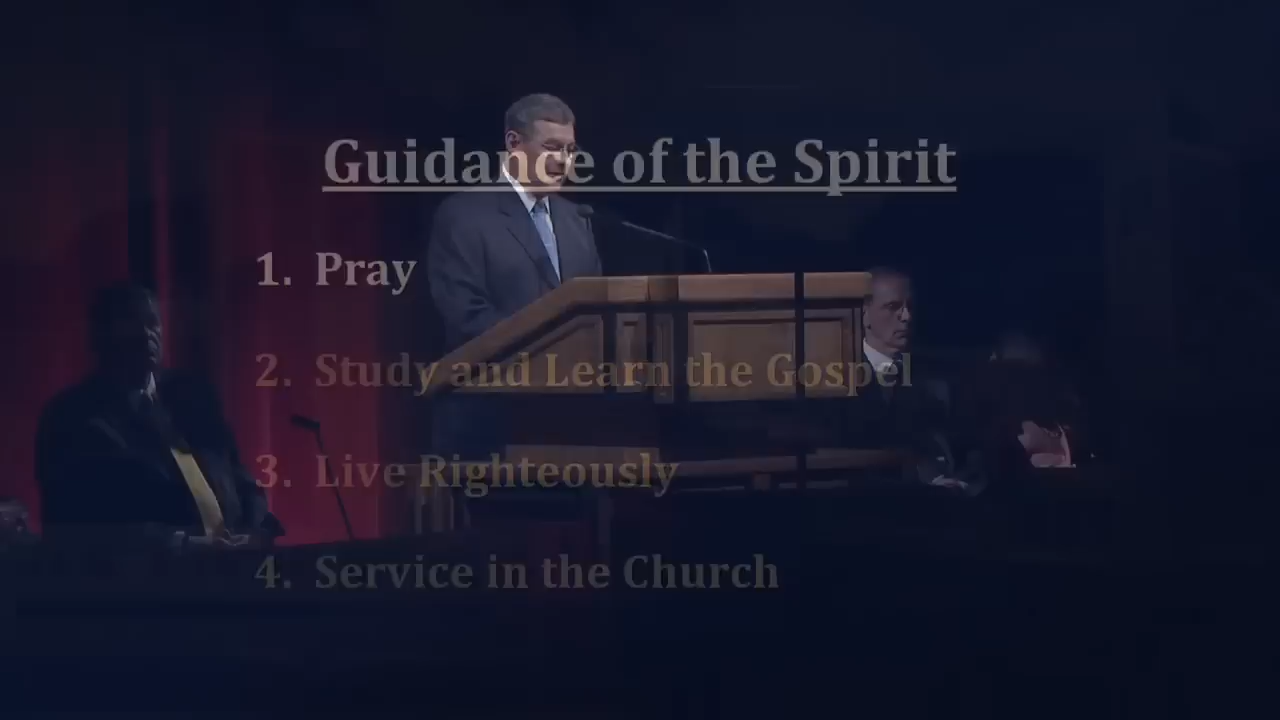 Guidance of the Spirit
1. Pray
2. Study and Learn the Gospel
3. Live Righteously
4. Service in the Church